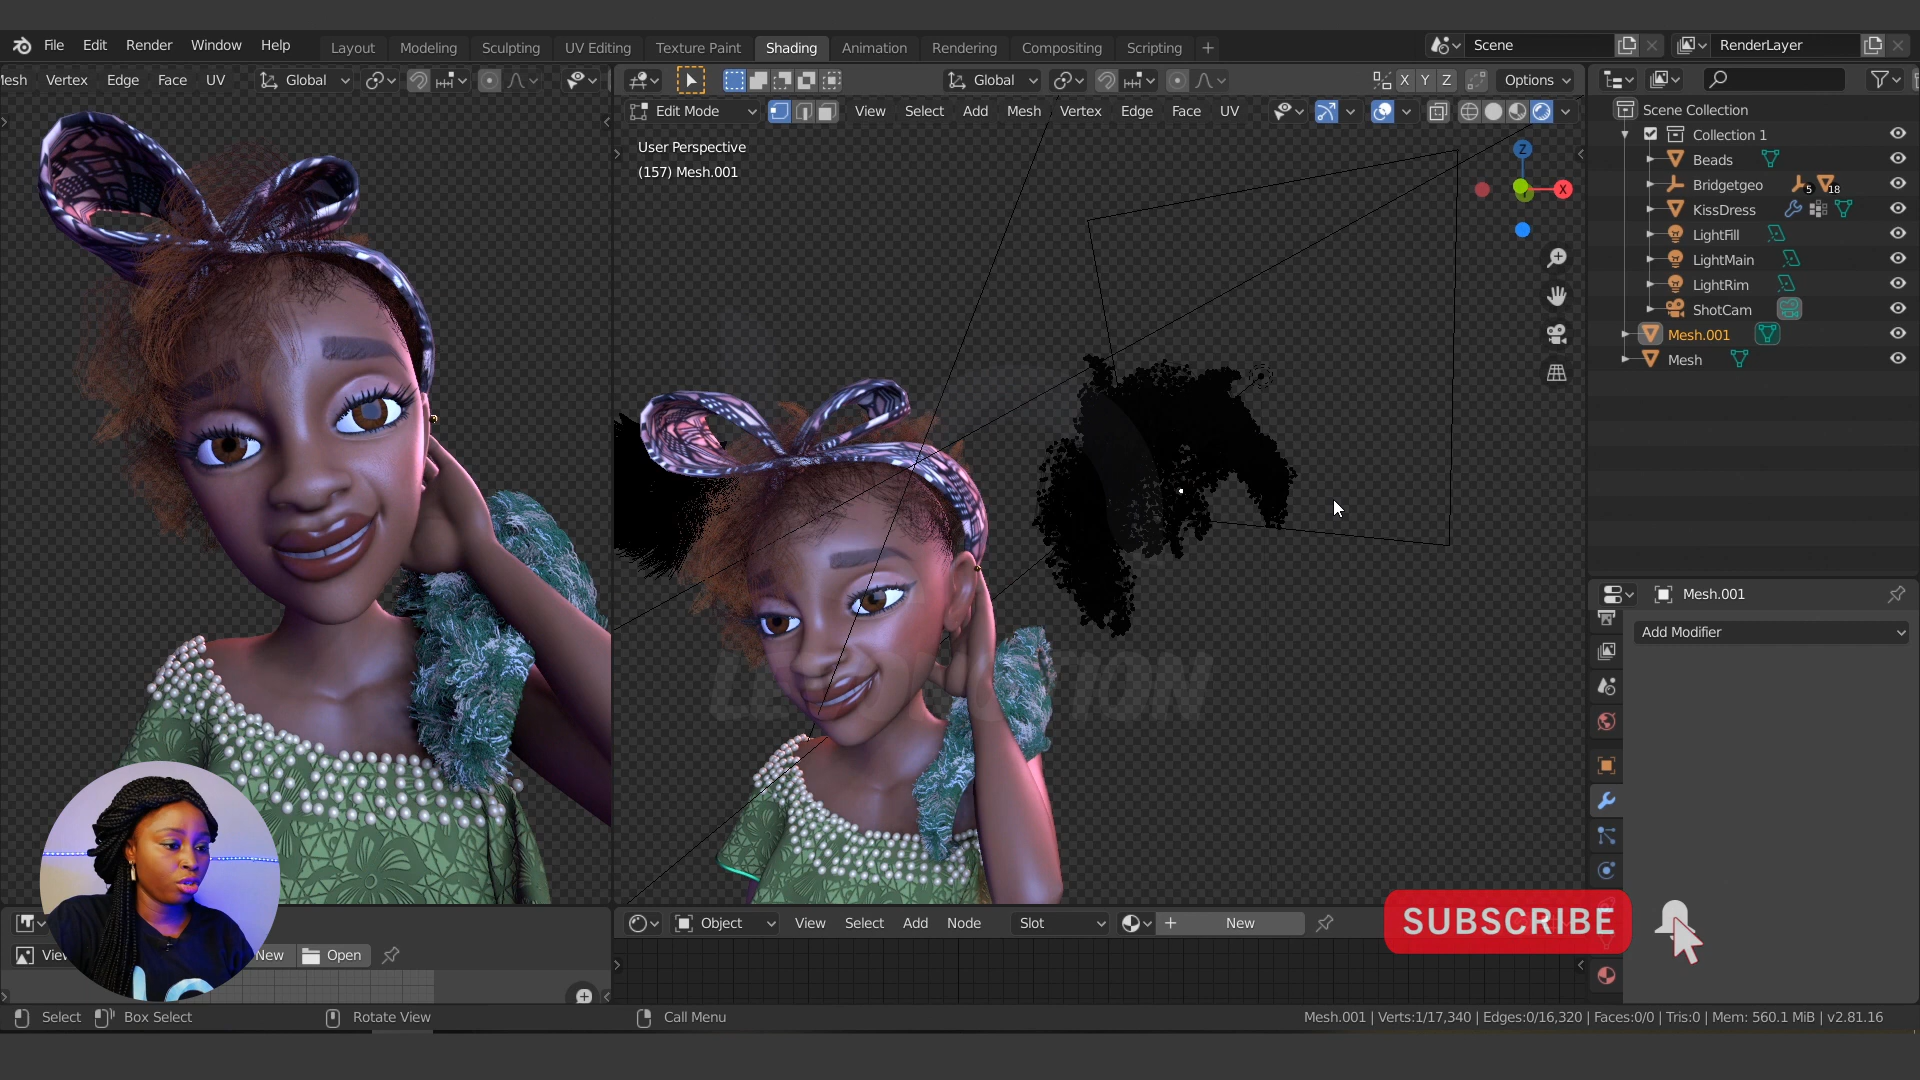 File Edit Render Window Help
Layout Modeling Sculpting UV Editing Texture Paint Shading Animation Rendering Compositing Scripting +
Scene
RenderLayer
Mesh Vertex Edge Face UV
Global
Global
X Y Z
Options
Edit Mode
View Select Add Mesh Vertex Edge Face UV
User Perspective
(157) Mesh.001
Z
X
Scene Collection
Collection 1
Beads
Bridgetgeo
5
18
KissDress
LightFill
LightMain
LightRim
ShotCam
Mesh.001
Mesh
Mesh.001
Add Modifier
Object View Select Add Node Slot + New
SUBSCRIBE
View New Open
Select Box Select Rotate View Call Menu
Mesh.001 | Verts:1/17,340 | Edges:0/16,320 | Faces:0/0 | Tris:0 | Mem: 560.1 MiB | v2.81.16